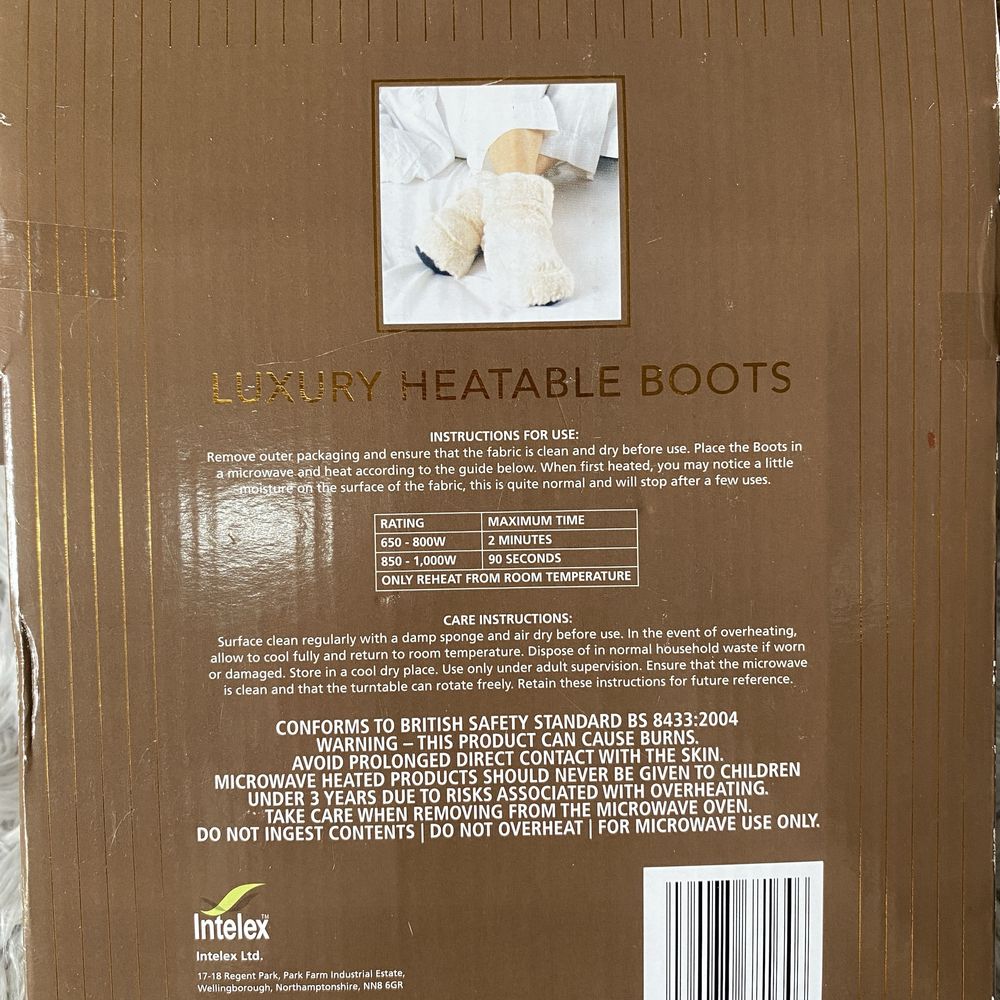 LUXURY HEATABLE BOOTS
INSTRUCTIONS FOR USE:
Remove outer packaging and ensure that the fabric is clean and dry before use. Place the Boots in
a microwave and heat according to the guide below. When first heated, you may notice a little
moisture on the surface of the fabric, this is quite normal and will stop after a few uses.
RATING MAXIMUM TIME
650 - 800W 2 MINUTES
850 - 1,000W 90 SECONDS
ONLY REHEAT FROM ROOM TEMPERATURE
CARE INSTRUCTIONS:
Surface clean regularly with a damp sponge and air dry before use. In the event of overheating,
allow to cool fully and return to room temperature. Dispose of in normal household waste if worn
or damaged. Store in a cool dry place. Use only under adult supervision. Ensure that the microwave
is clean and that the turntable can rotate freely. Retain these instructions for future reference.
CONFORMS TO BRITISH SAFETY STANDARD BS 8433:2004
WARNING – THIS PRODUCT CAN CAUSE BURNS.
AVOID PROLONGED DIRECT CONTACT WITH THE SKIN.
MICROWAVE HEATED PRODUCTS SHOULD NEVER BE GIVEN TO CHILDREN
UNDER 3 YEARS DUE TO RISKS ASSOCIATED WITH OVERHEATING.
TAKE CARE WHEN REMOVING FROM THE MICROWAVE OVEN.
DO NOT INGEST CONTENTS | DO NOT OVERHEAT | FOR MICROWAVE USE ONLY.
Intelex™
Intelex Ltd.
17-18 Regent Park, Park Farm Industrial Estate,
Wellingborough, Northamptonshire, NN8 6GR